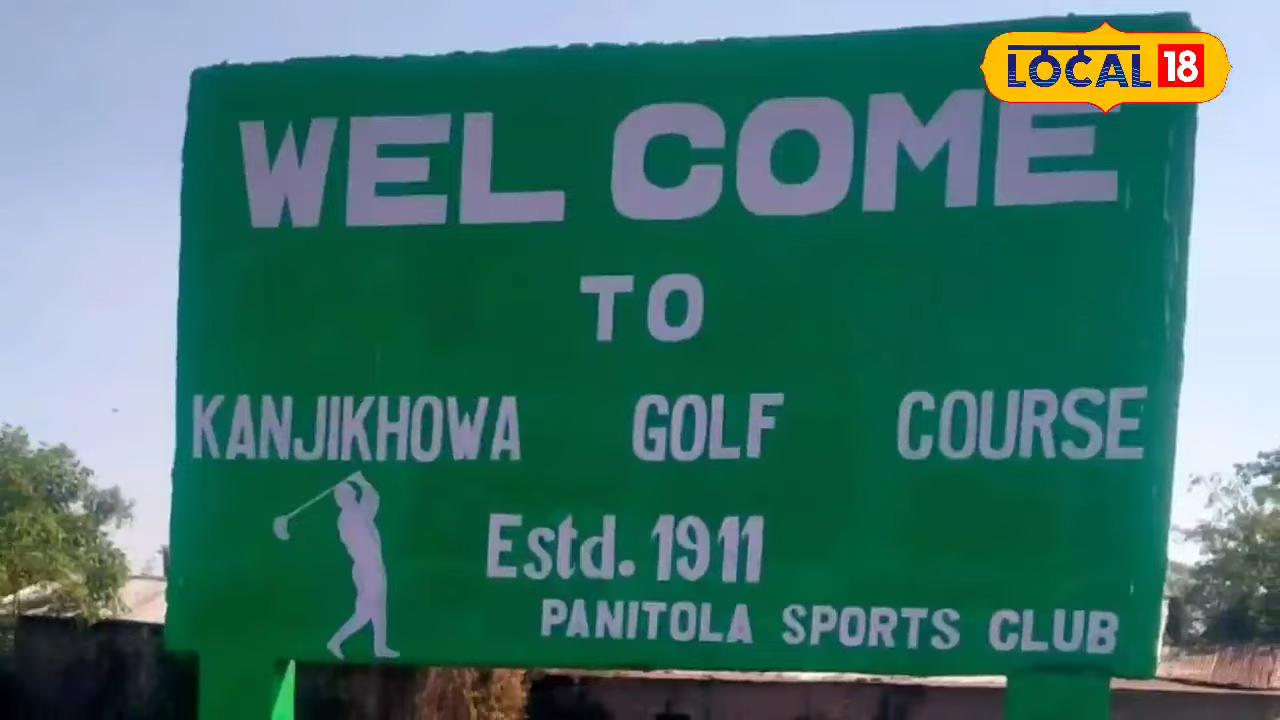 LOCAL 18
WEL COME
TO
KANJIKHOWA GOLF COURSE
Estd. 1911
PANITOLA SPORTS CLUB